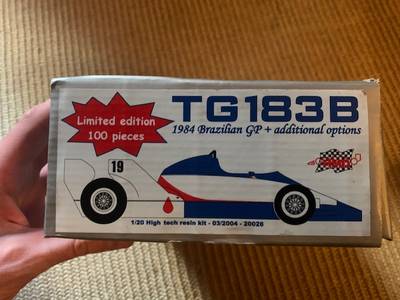 Limited edition
100 pieces
TG183B
1984 Brazilian GP + additional options
19
1/20 High tech resin kit - 03/2004 - 20026